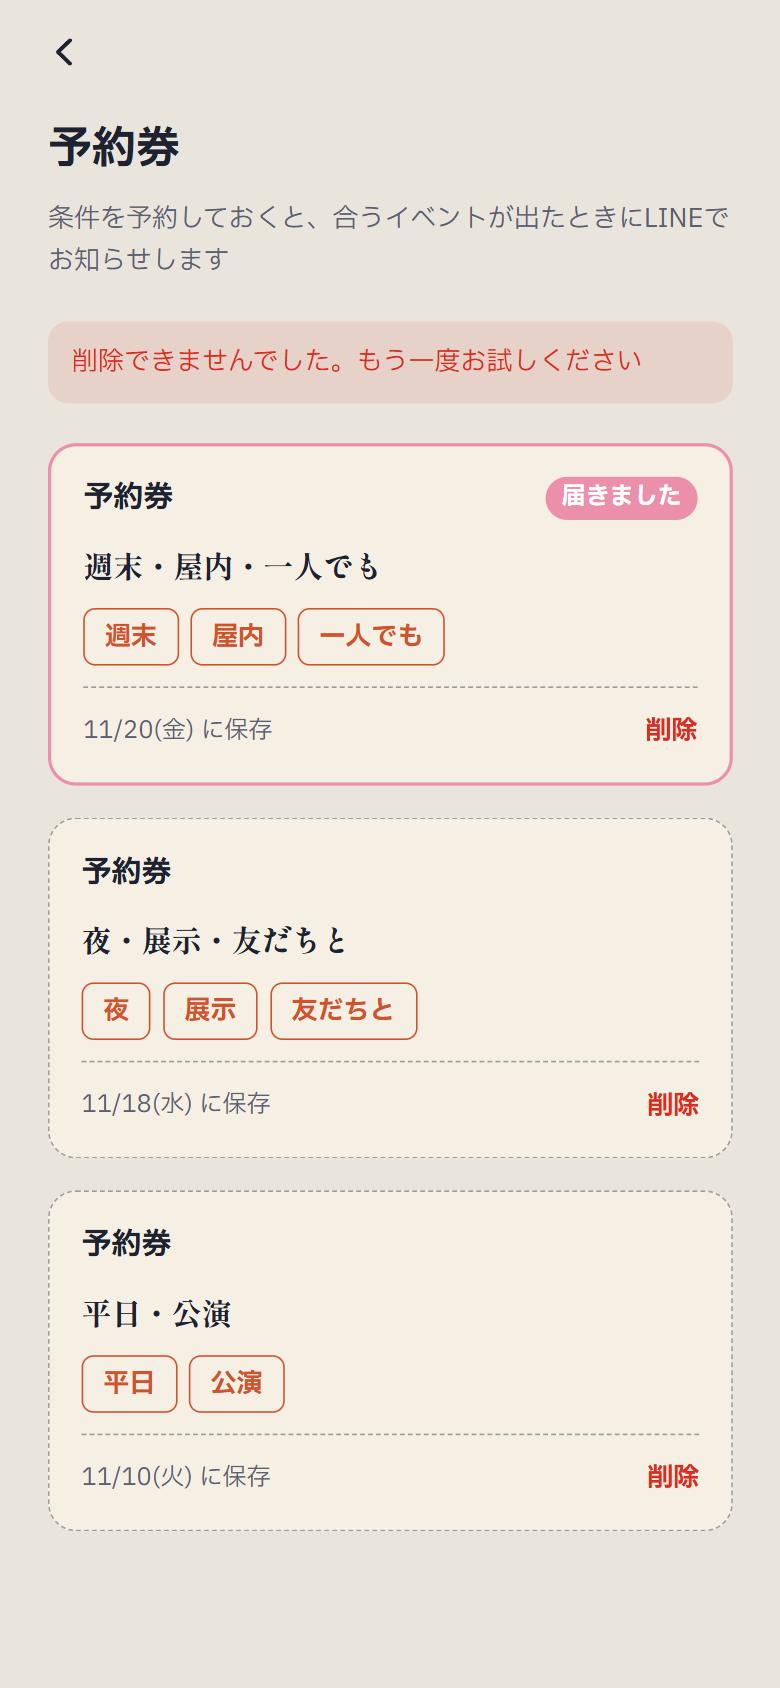 予約券
条件を予約しておくと、合うイベントが出たときにLINEで
お知らせします
削除できませんでした。もう一度お試しください
予約券
届きました
週末・屋内・一人でも
週末
屋内
一人でも
11/20(金) に保存
削除
予約券
夜・展示・友だちと
夜
展示
友だちと
11/18(水) に保存
削除
予約券
平日・公演
平日
公演
11/10(火) に保存
削除